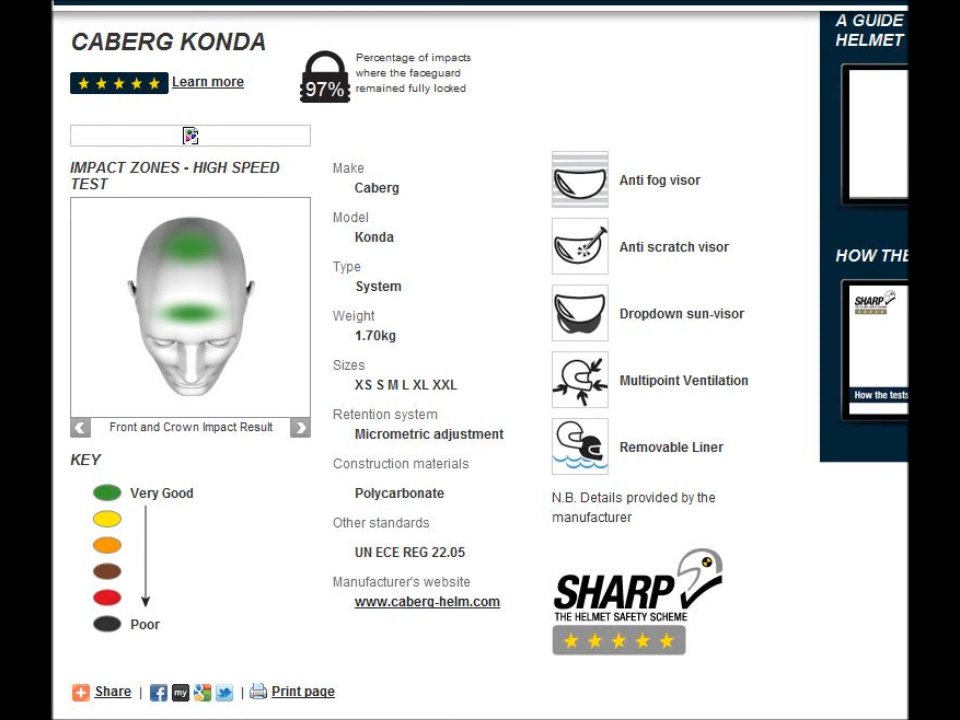 CABERG KONDA
Learn more
97%
Percentage of impacts
where the faceguard
remained fully locked
IMPACT ZONES - HIGH SPEED
TEST
Front and Crown Impact Result
KEY
Very Good
Poor
Make
Caberg
Model
Konda
Type
System
Weight
1.70kg
Sizes
XS S M L XL XXL
Retention system
Micrometric adjustment
Construction materials
Polycarbonate
Other standards
UN ECE REG 22.05
Manufacturer's website
www.caberg-helm.com
Anti fog visor
Anti scratch visor
Dropdown sun-visor
Multipoint Ventilation
Removable Liner
N.B. Details provided by the
manufacturer
SHARP
THE HELMET SAFETY SCHEME
A GUIDE
HELMET
HOW THE
SHARP
How the tests
Share | my | Print page